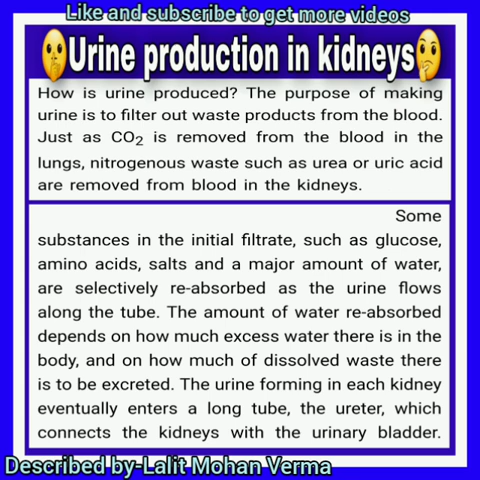 Like and subscribe to get more videos
Urine production in kidneys
How is urine produced? The purpose of making
urine is to filter out waste products from the blood.
Just as CO₂ is removed from the blood in the
lungs, nitrogenous waste such as urea or uric acid
are removed from blood in the kidneys.
Some
substances in the initial filtrate, such as glucose,
amino acids, salts and a major amount of water,
are selectively re-absorbed as the urine flows
along the tube. The amount of water re-absorbed
depends on how much excess water there is in the
body, and on how much of dissolved waste there
is to be excreted. The urine forming in each kidney
eventually enters a long tube, the ureter, which
connects the kidneys with the urinary bladder.
Described by-Lalit Mohan Verma